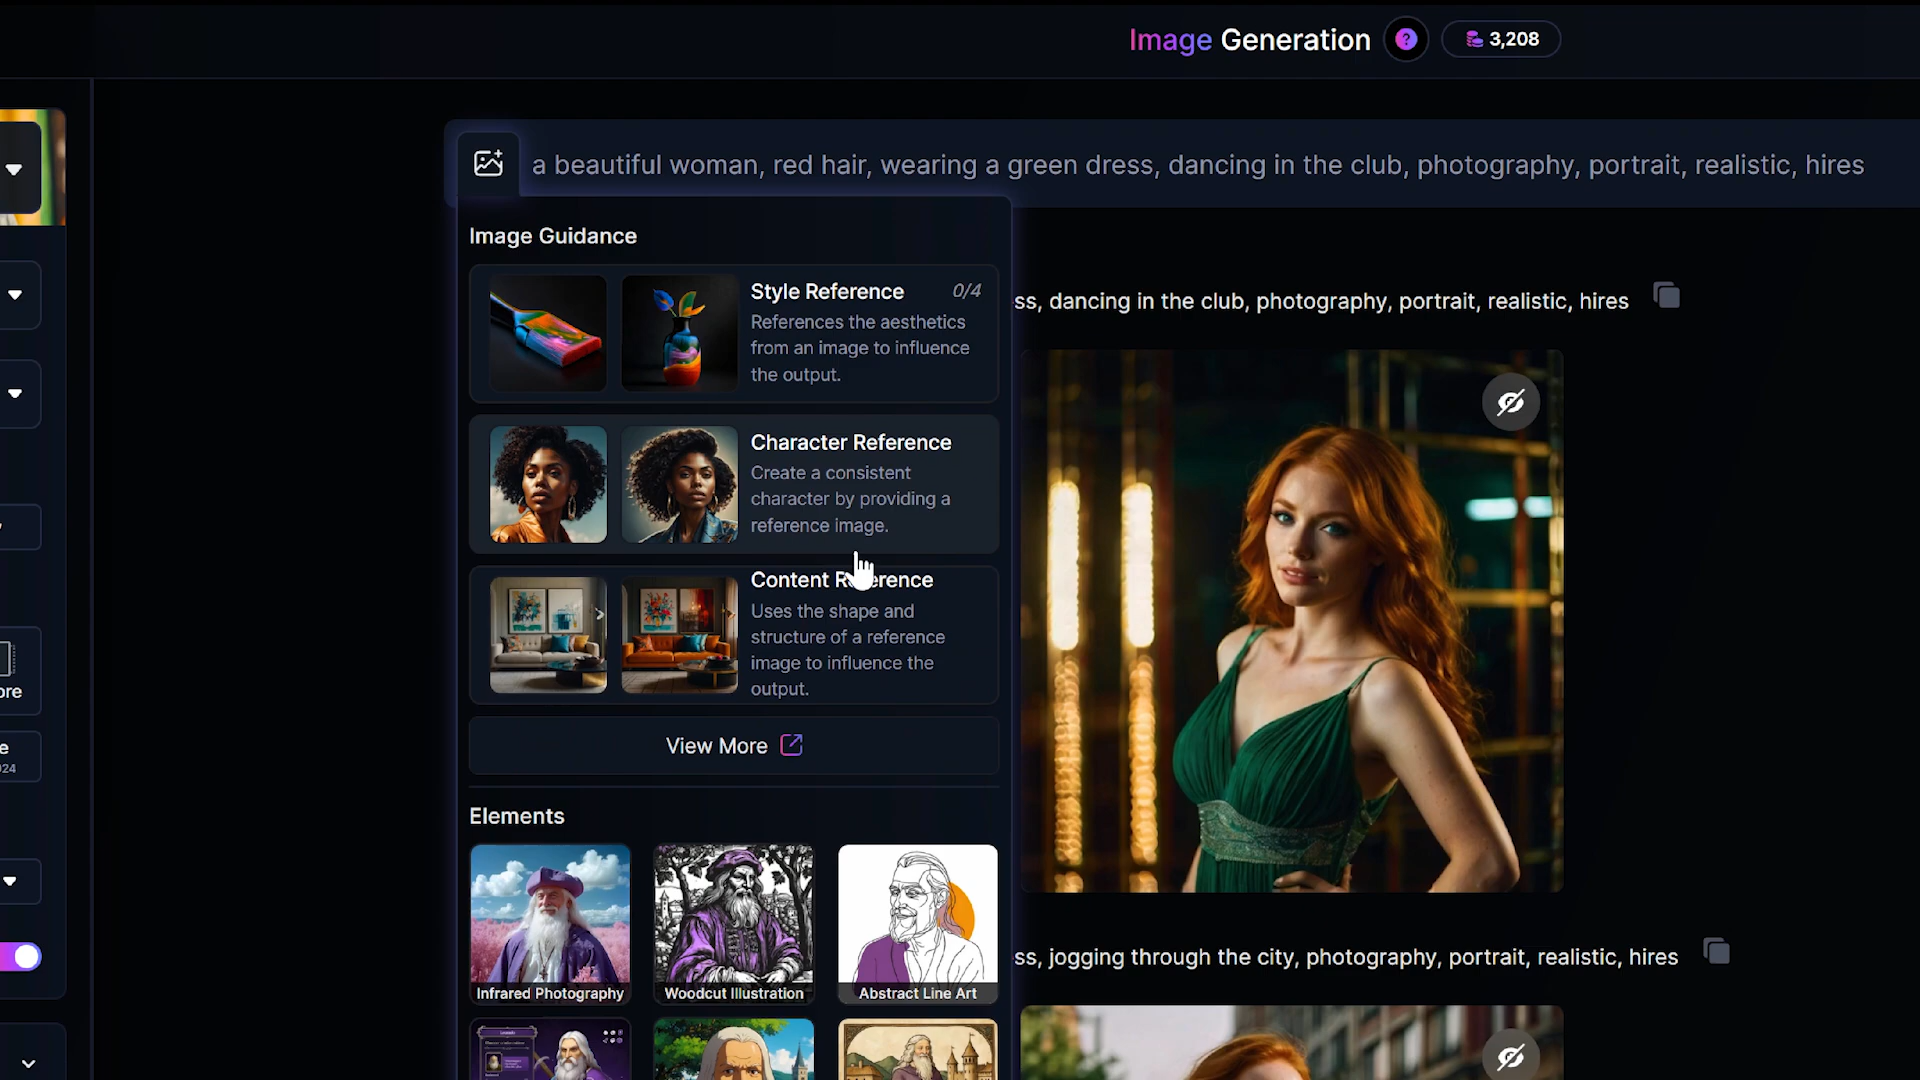 Image Generation
3,208
a beautiful woman, red hair, wearing a green dress, dancing in the club, photography, portrait, realistic, hires
Image Guidance
Style Reference 0/4
References the aesthetics
from an image to influence
the output.
ss, dancing in the club, photography, portrait, realistic, hires
Character Reference
Create a consistent
character by providing a
reference image.
Content Reference
Uses the shape and
structure of a reference
image to influence the
output.
ore
e
024
View More
Elements
Infrared Photography
Woodcut Illustration
Abstract Line Art
ss, jogging through the city, photography, portrait, realistic, hires